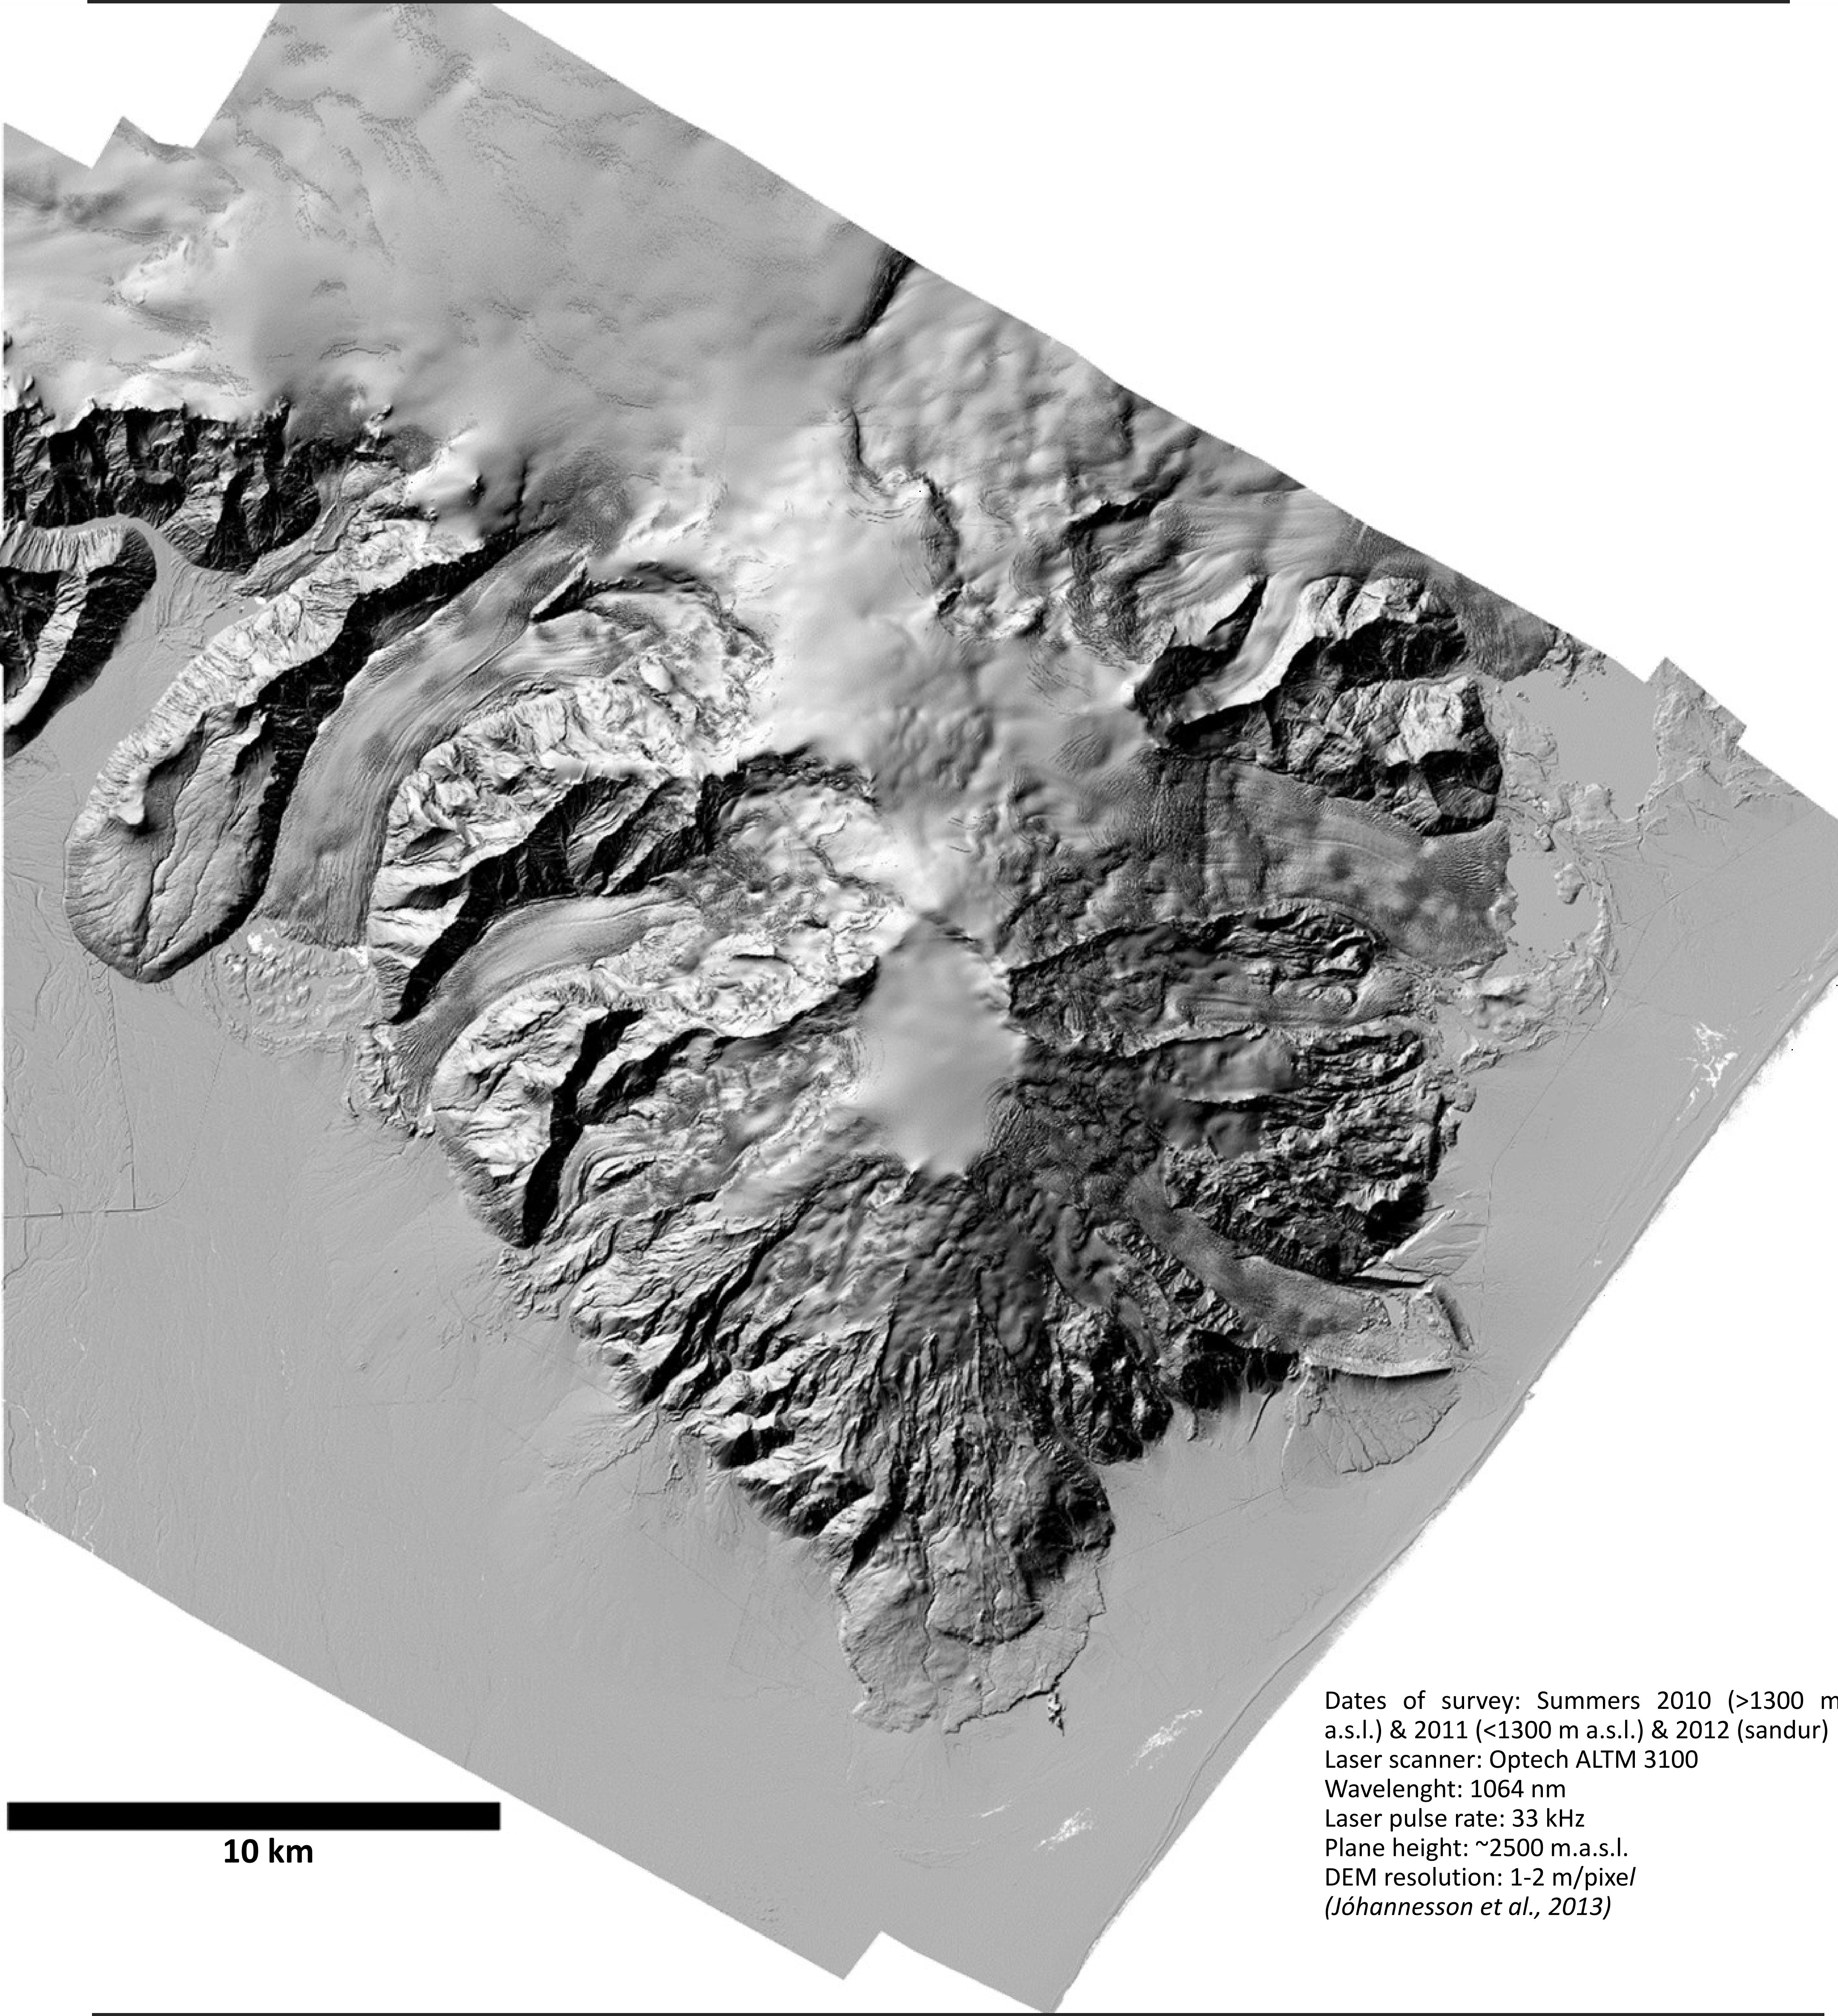 Dates of survey: Summers 2010 (>1300 m
a.s.l.) & 2011 (<1300 m a.s.l.) & 2012 (sandur)
Laser scanner: Optech ALTM 3100
Wavelenght: 1064 nm
Laser pulse rate: 33 kHz
Plane height: ~2500 m.a.s.l.
DEM resolution: 1-2 m/pixel
(Jóhannesson et al., 2013)
10 km